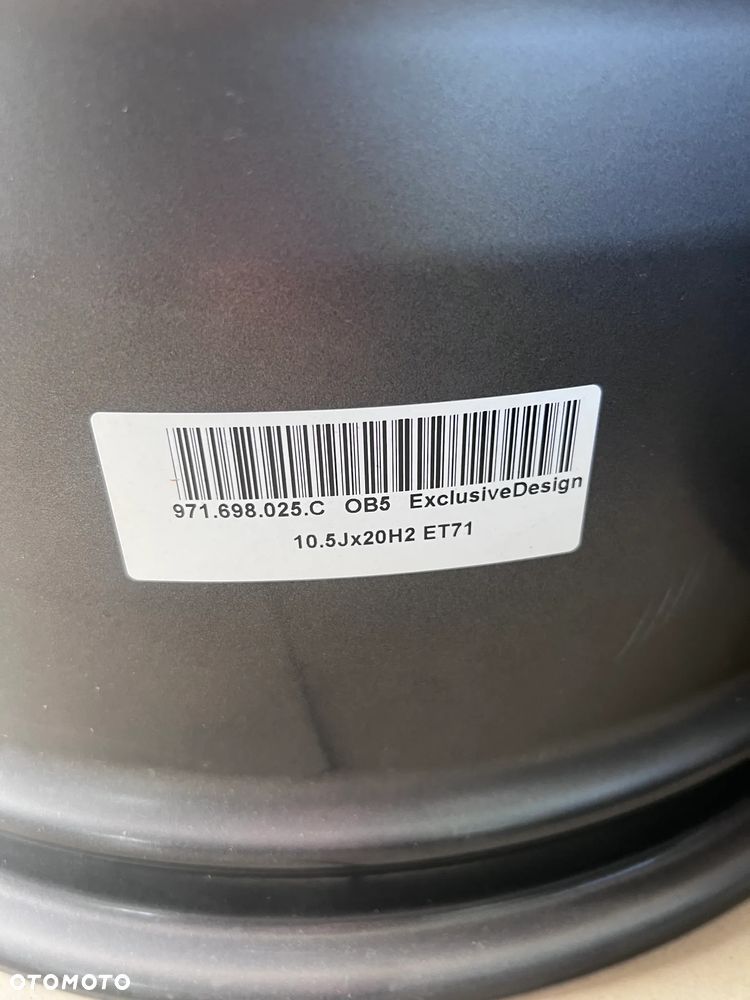 971.698.025.C OB5 ExclusiveDesign
10.5Jx20H2 ET71
OTOMOTO